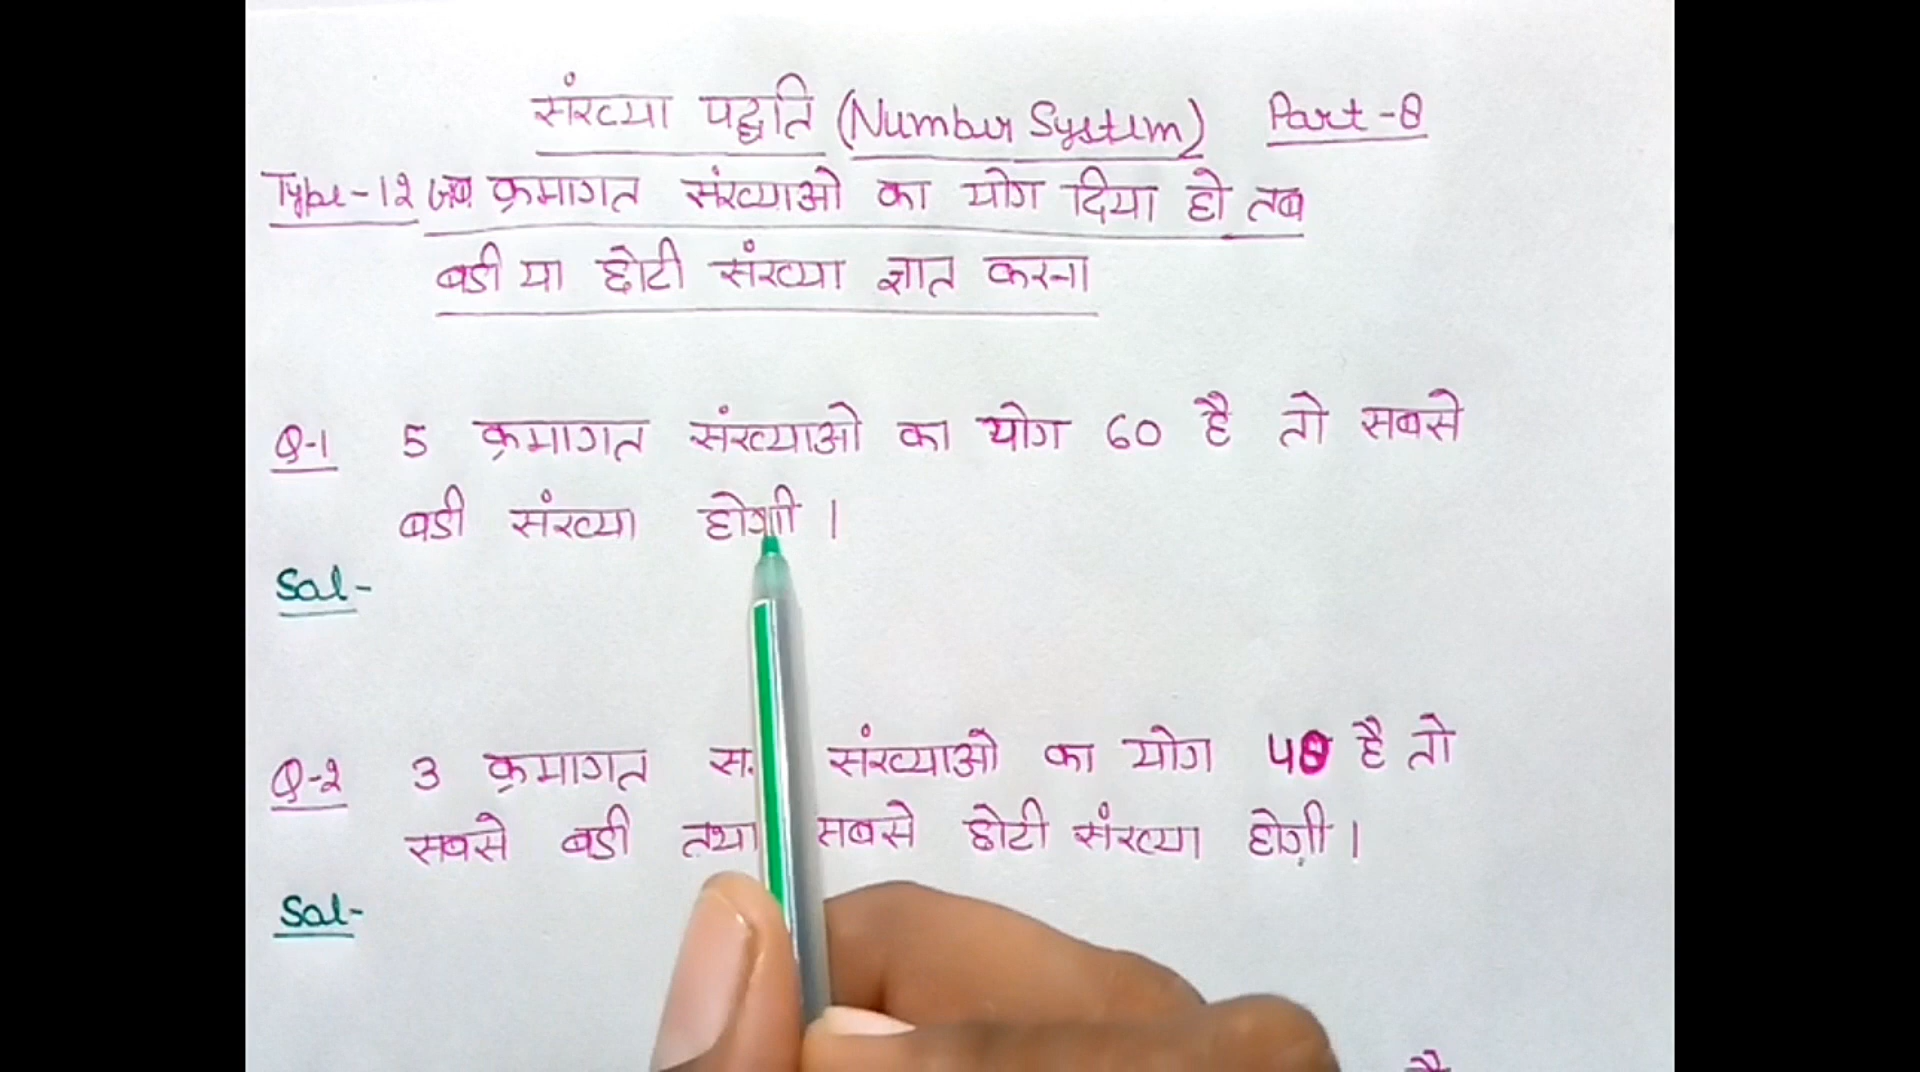 संख्या पद्धति (Number System) Part-8
Type-12 जब क्रमागत संख्याओ का योग दिया हो तब
बडी या छोटी संख्या ज्ञात करना
Q-1 5 क्रमागत संख्याओ का योग 60 है तो सबसे
बडी संख्या होगी।
Sol-
Q-2 3 क्रमागत संख्याओ का योग है तो
सबसे बडी तथा सबसे छोटी संख्या होगी।
Sol-
है